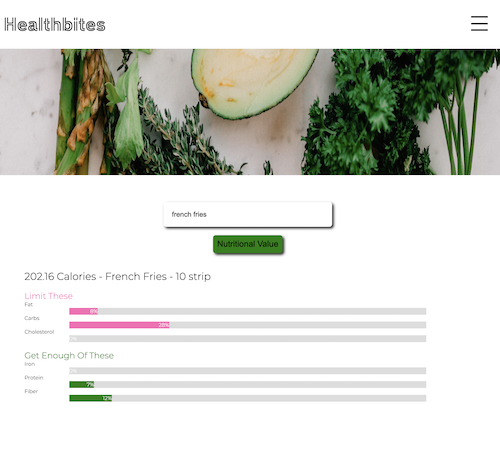 Healthbites
french fries
Nutritional Value
202.16 Calories - French Fries - 10 strip
Limit These
Fat
8%
Carbs
28%
Cholesterol
0%
Get Enough Of These
Iron
0%
Protein
7%
Fiber
12%